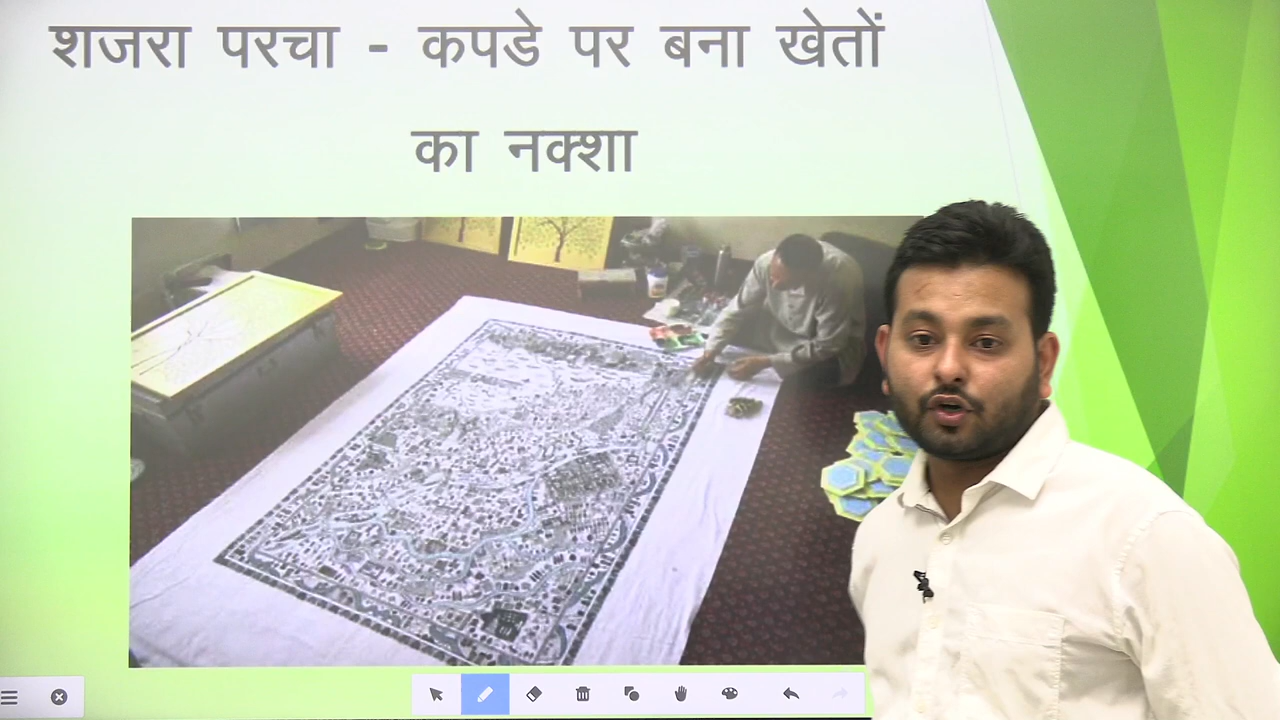 शजरा परचा - कपडे पर बना खेतों
का नक्शा